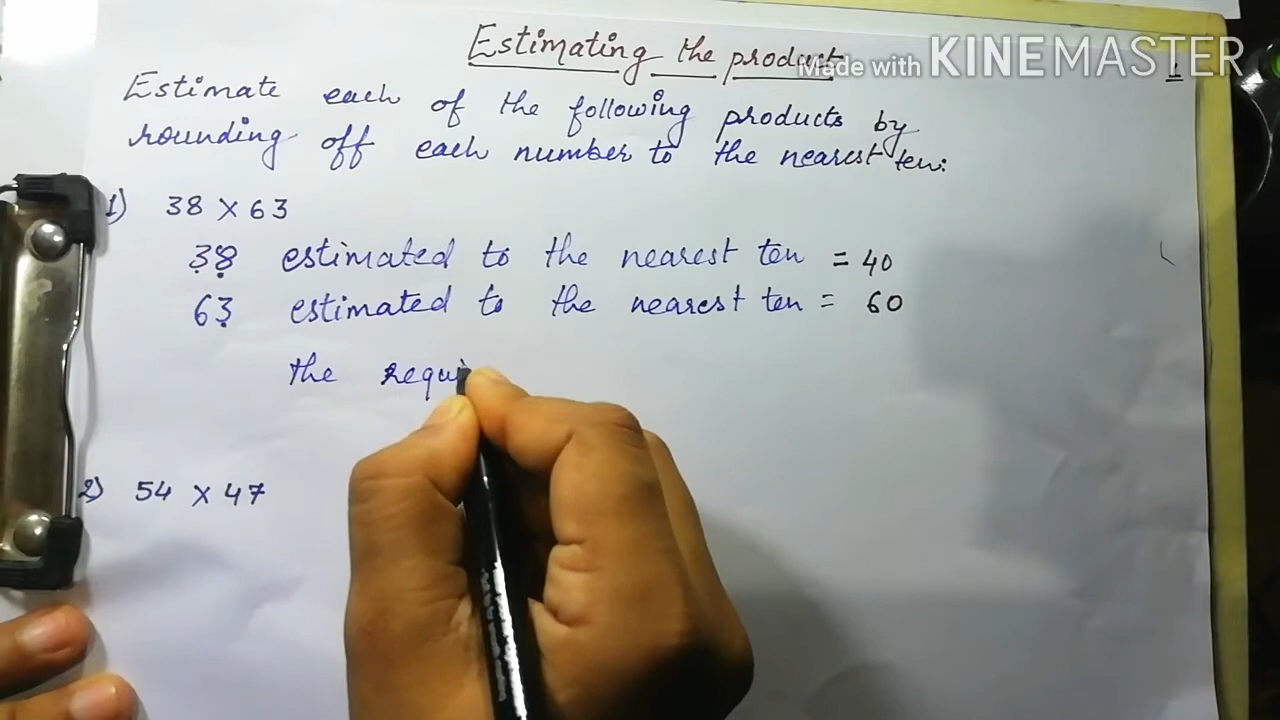 Estimating the product
Made with KINEMASTER
1
Estimate each of the following products by
rounding off each number to the nearest ten:
1) 38 × 63
38 estimated to the nearest ten = 40
63 estimated to the nearest ten = 60
the requi
2) 54 × 47